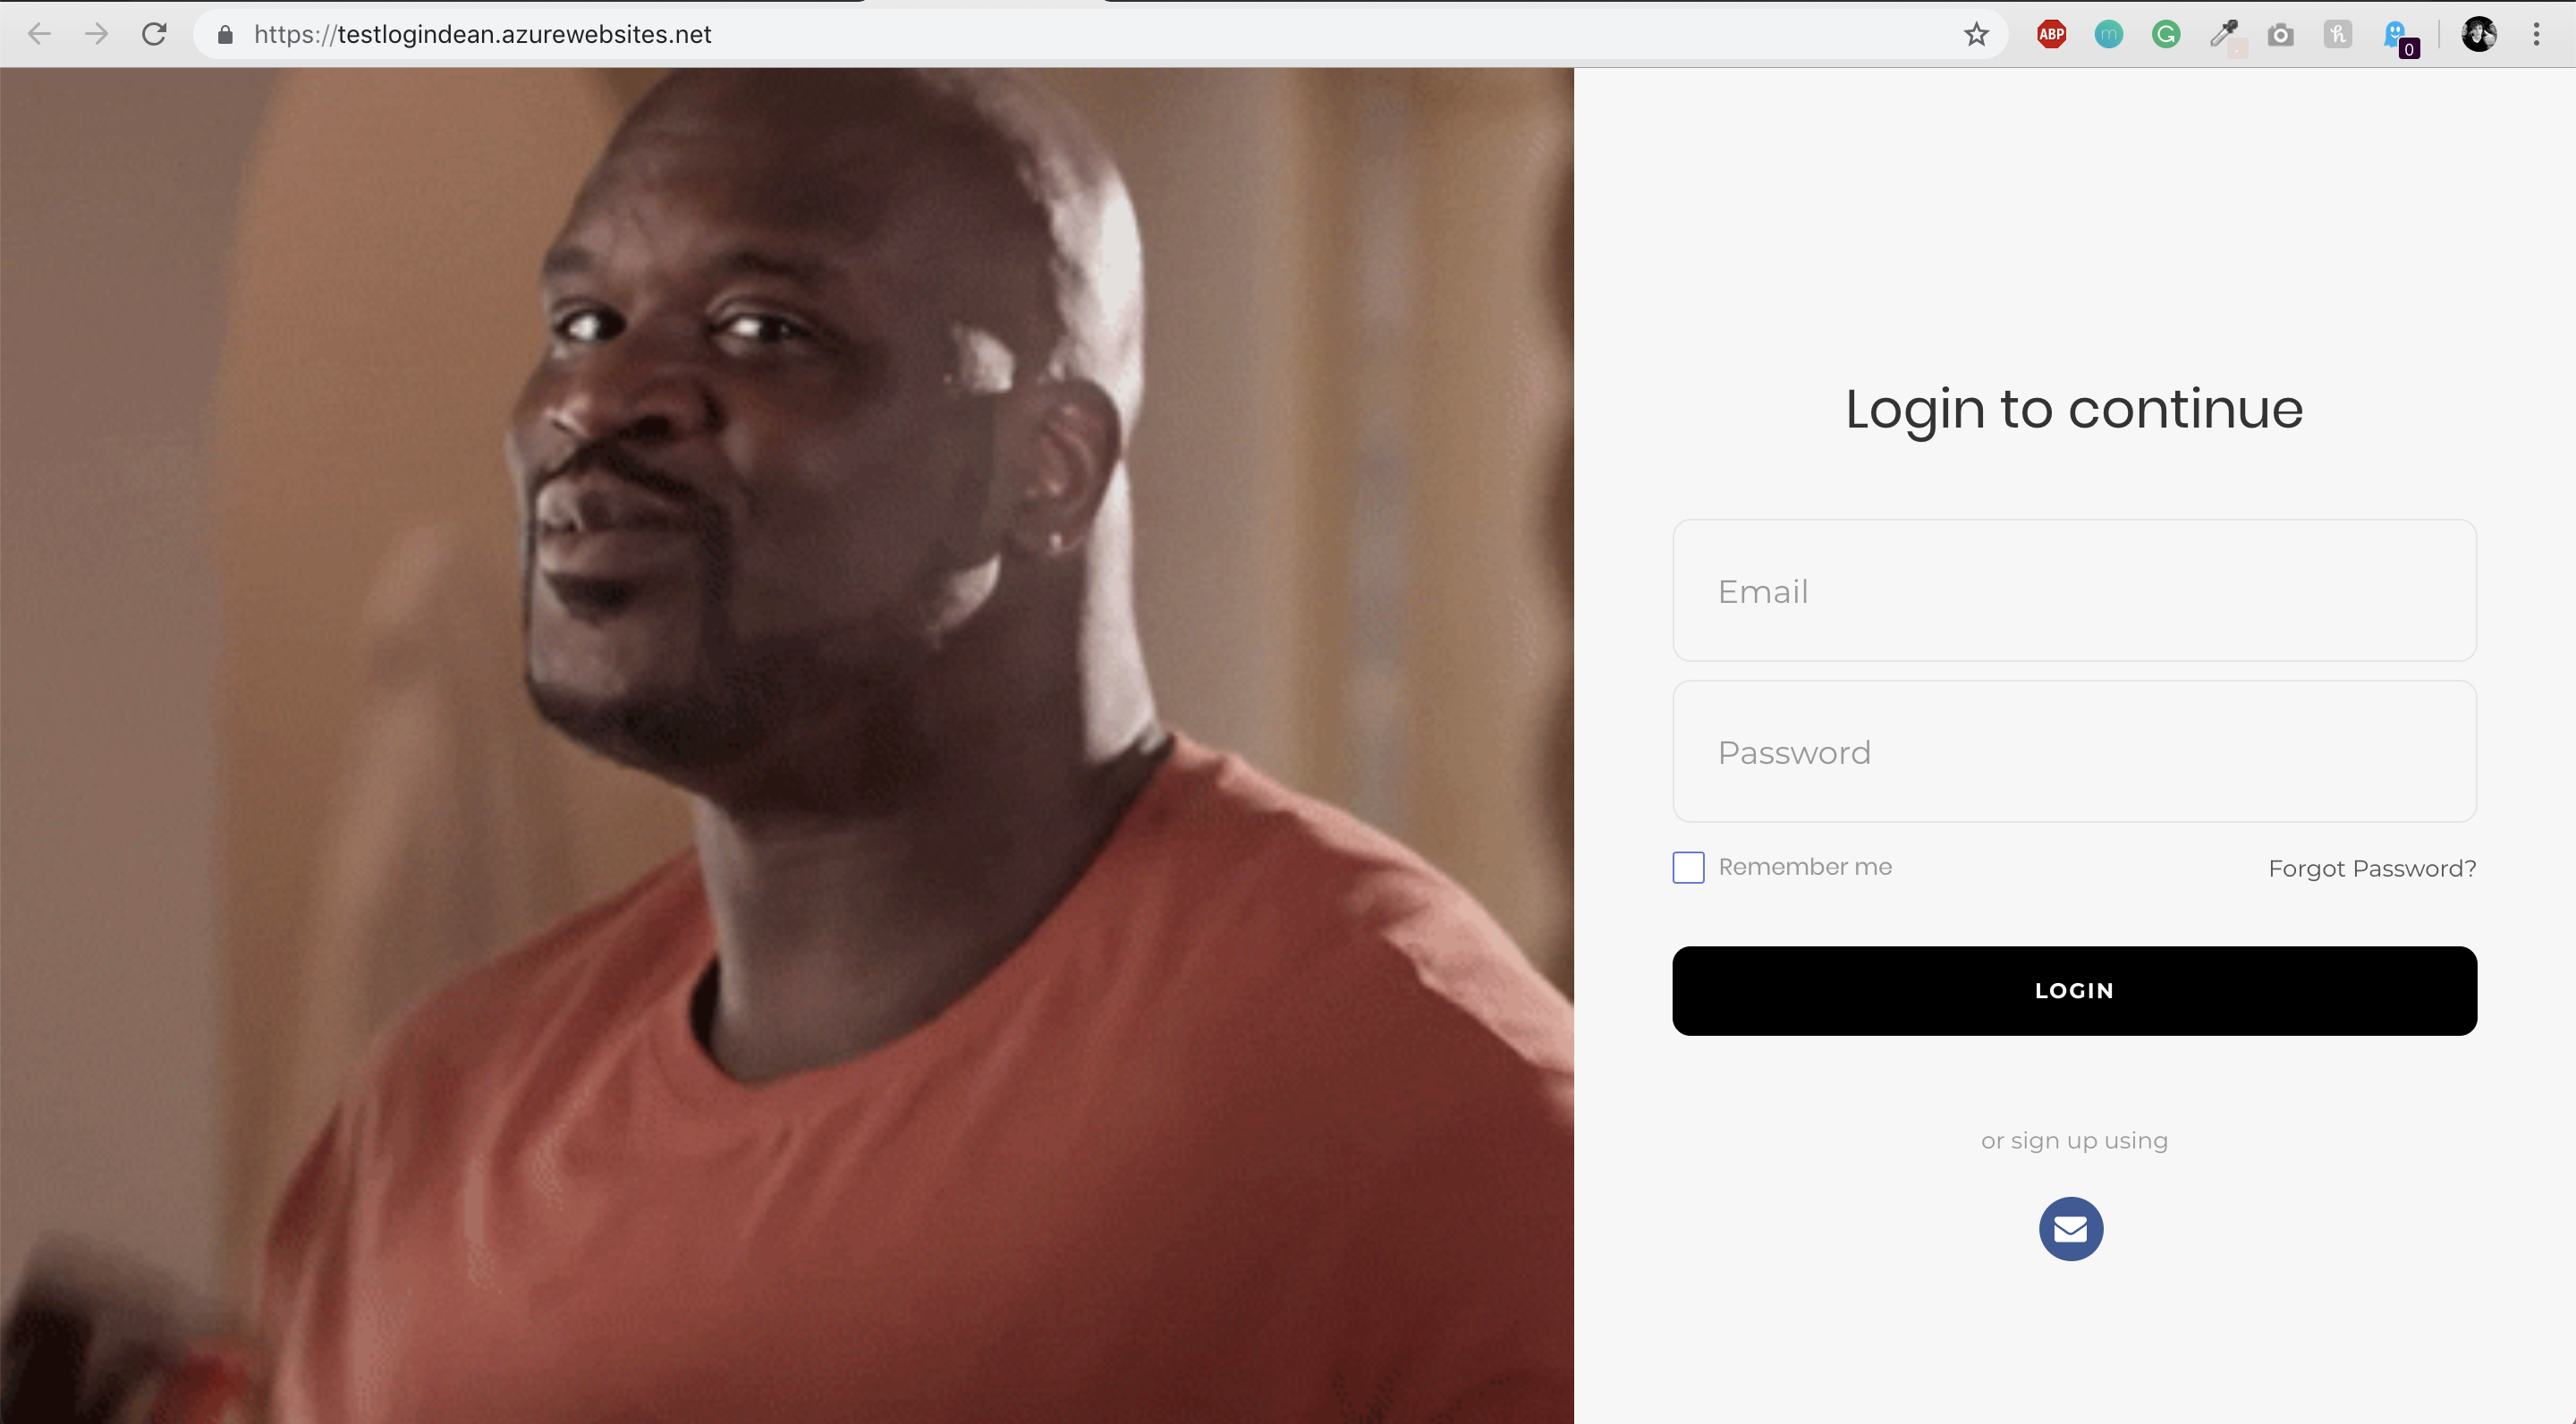 https://testlogindean.azurewebsites.net
ABP
m
G
h
0
Login to continue
Email
Password
Remember me
Forgot Password?
LOGIN
or sign up using